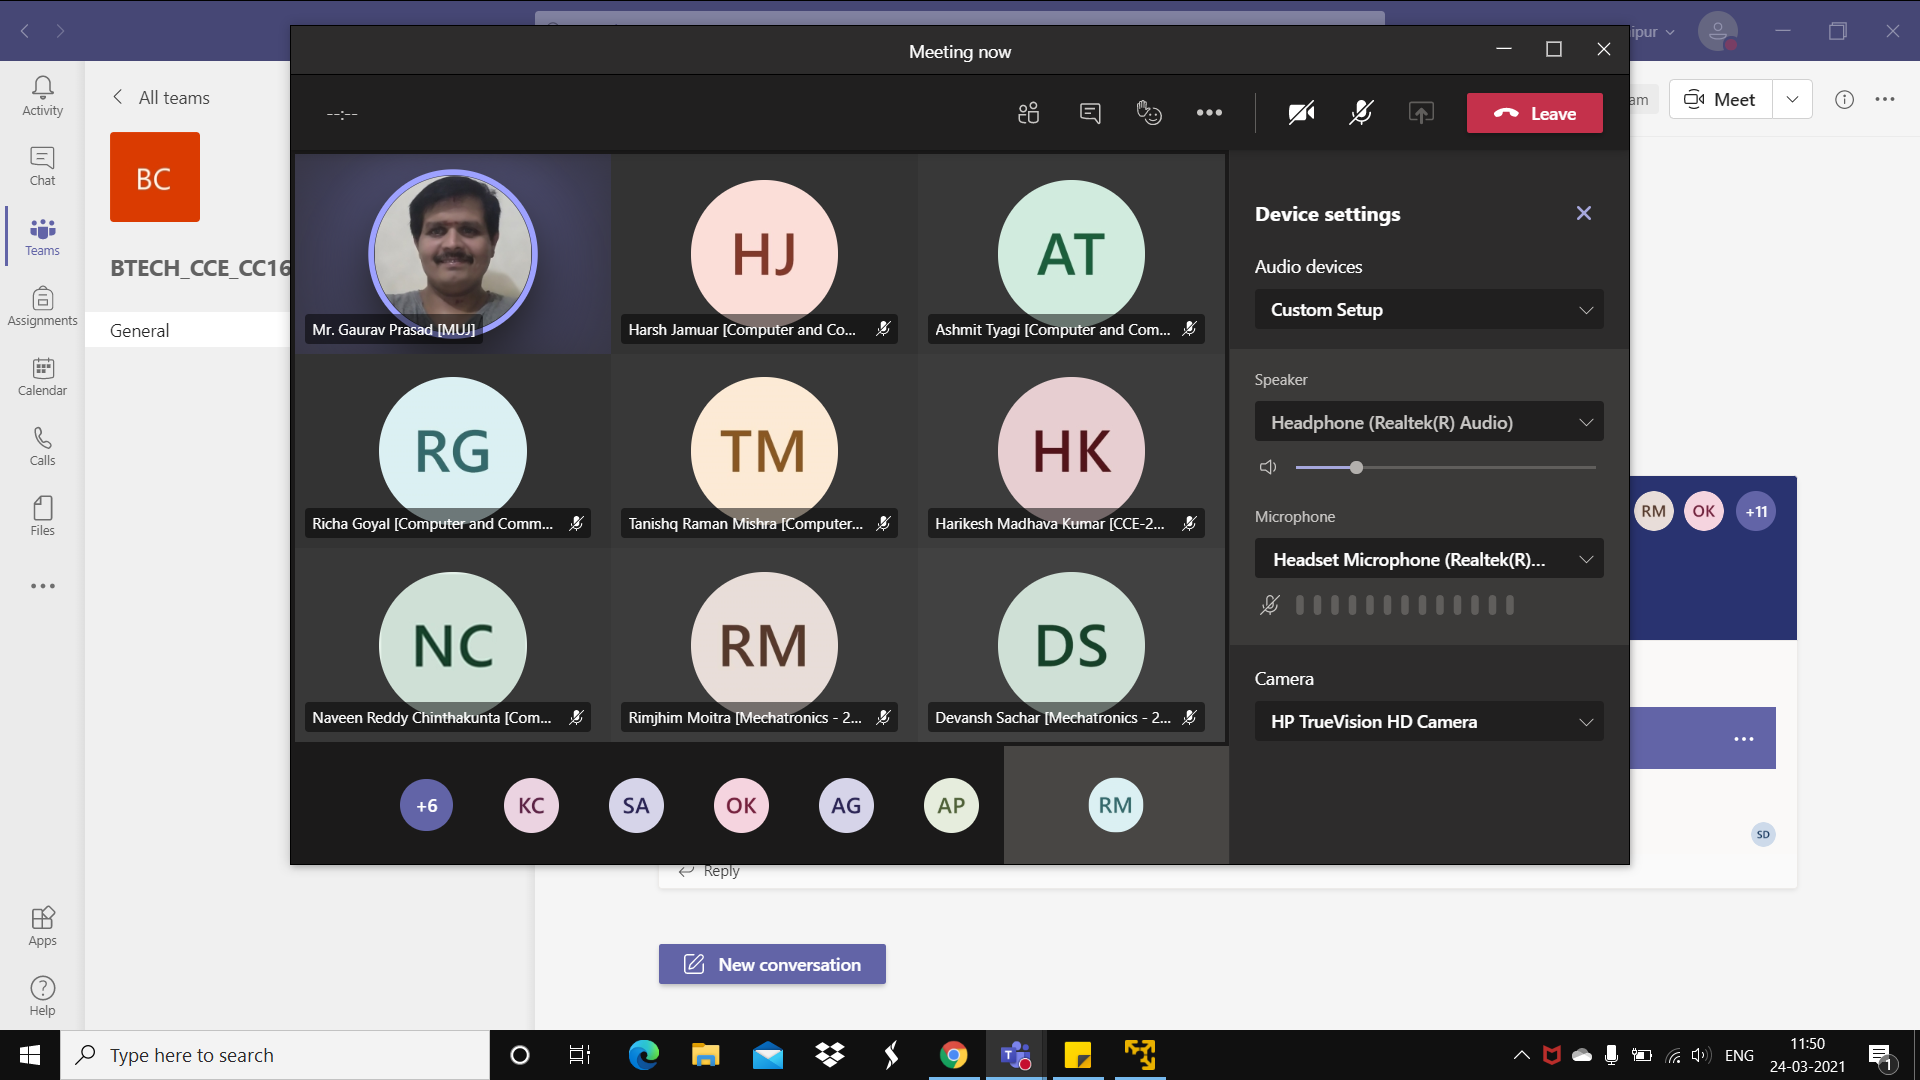 Meeting now
ipur
Activity
Chat
Teams
Assignments
Calendar
Calls
Files
Apps
Help
All teams
BC
BTECH_CCE_CC16
General
--:--
Leave
am
Meet
Mr. Gaurav Prasad [MUJ]
HJ
Harsh Jamuar [Computer and Co...
AT
Ashmit Tyagi [Computer and Com...
RG
Richa Goyal [Computer and Comm...
TM
Tanishq Raman Mishra [Computer...
HK
Harikesh Madhava Kumar [CCE-2...
NC
Naveen Reddy Chinthakunta [Com...
RM
Rimjhim Moitra [Mechatronics - 2...
DS
Devansh Sachar [Mechatronics - 2...
+6
KC
SA
OK
AG
AP
RM
Device settings
Audio devices
Custom Setup
Speaker
Headphone (Realtek(R) Audio)
Microphone
Headset Microphone (Realtek(R)...
Camera
HP TrueVision HD Camera
RM
OK
+11
SD
Reply
New conversation
Type here to search
ENG
11:50
24-03-2021
1